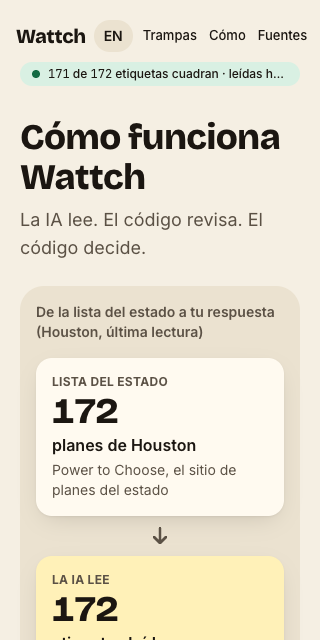 Wattch EN Trampas Cómo Fuentes
171 de 172 etiquetas cuadran · leídas h…
Cómo funciona
Wattch
La IA lee. El código revisa. El
código decide.
De la lista del estado a tu respuesta
(Houston, última lectura)
LISTA DEL ESTADO
172
planes de Houston
Power to Choose, el sitio de
planes del estado
LA IA LEE
172